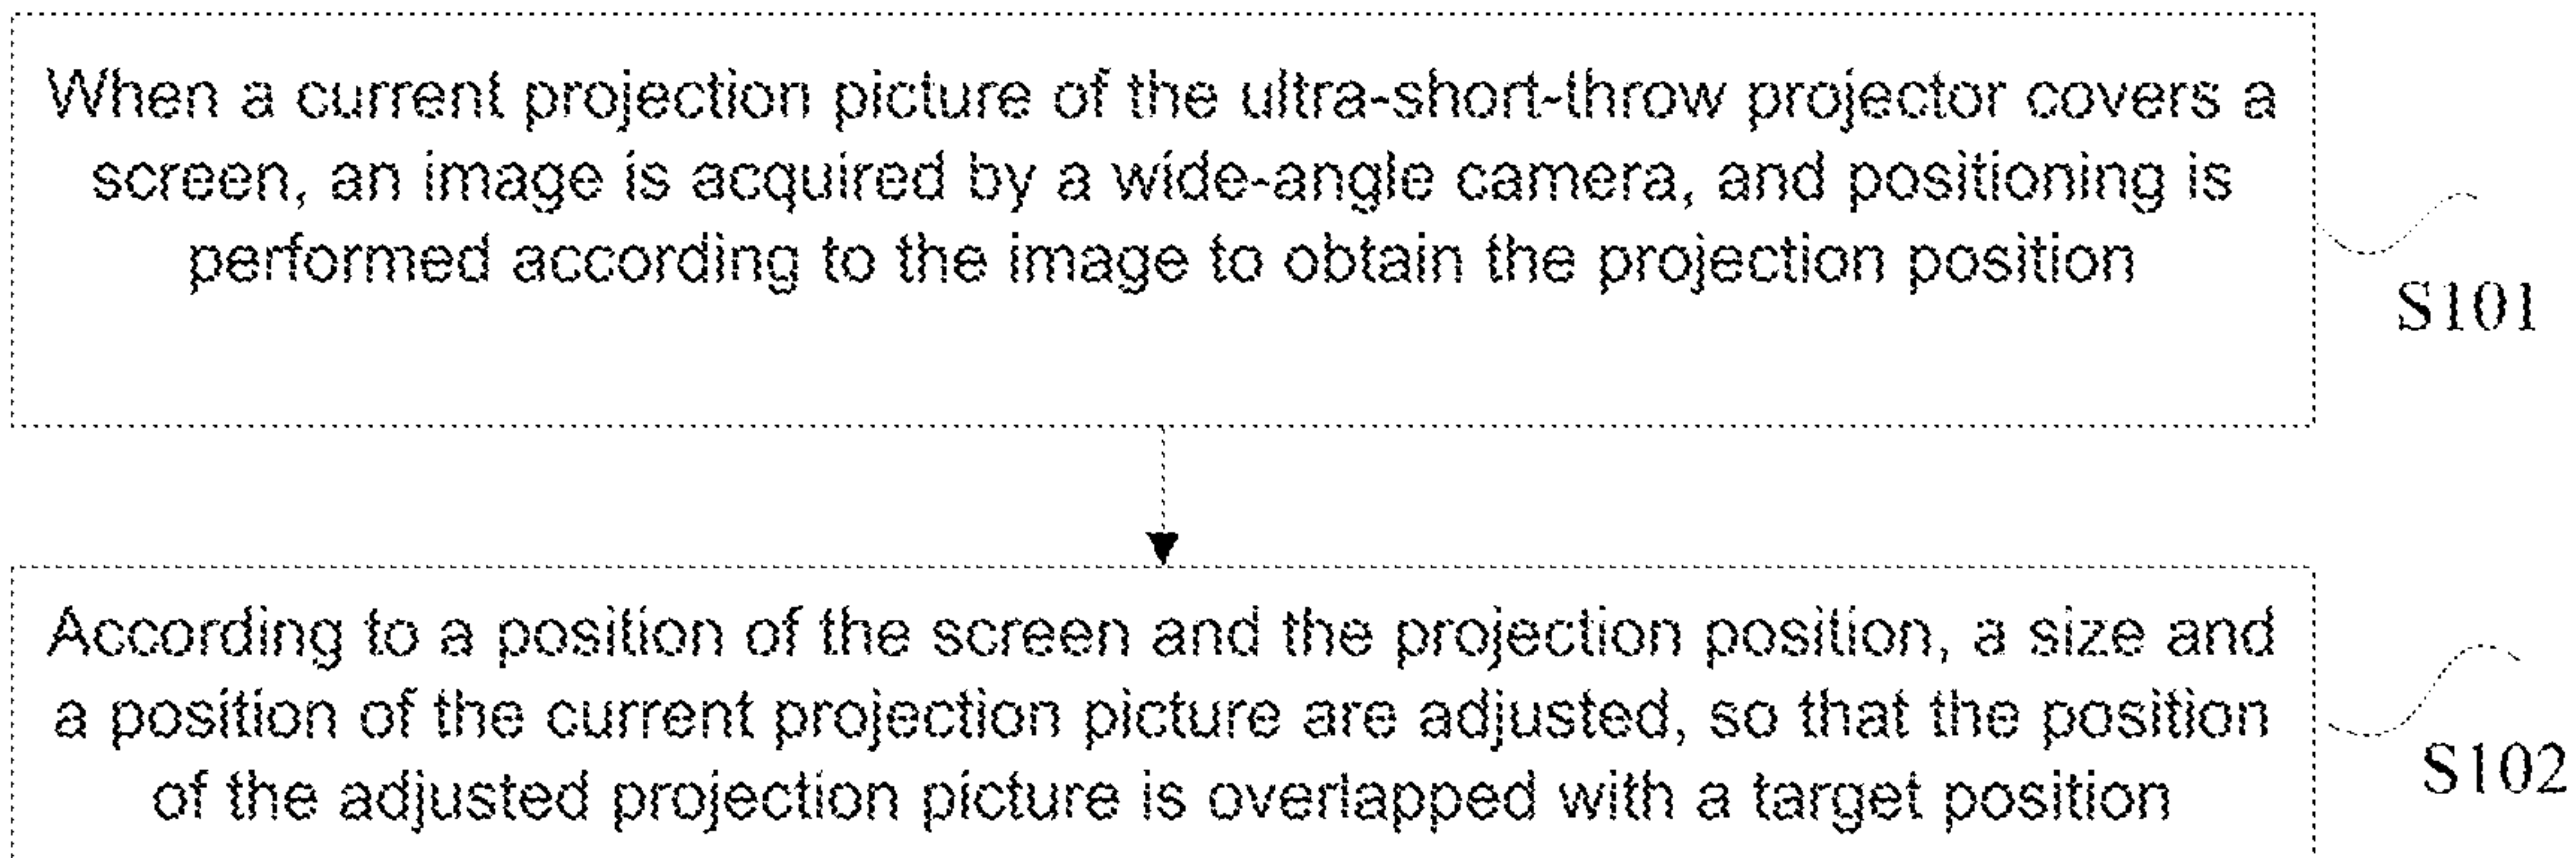 When a current projection picture of the ultra-short-throw projector covers a
screen, an image is acquired by a wide-angle camera, and positioning is
performed according to the image to obtain the projection position
S101
According to a position of the screen and the projection position, a size and
a position of the current projection picture are adjusted, so that the position
of the adjusted projection picture is overlapped with a target position
S102